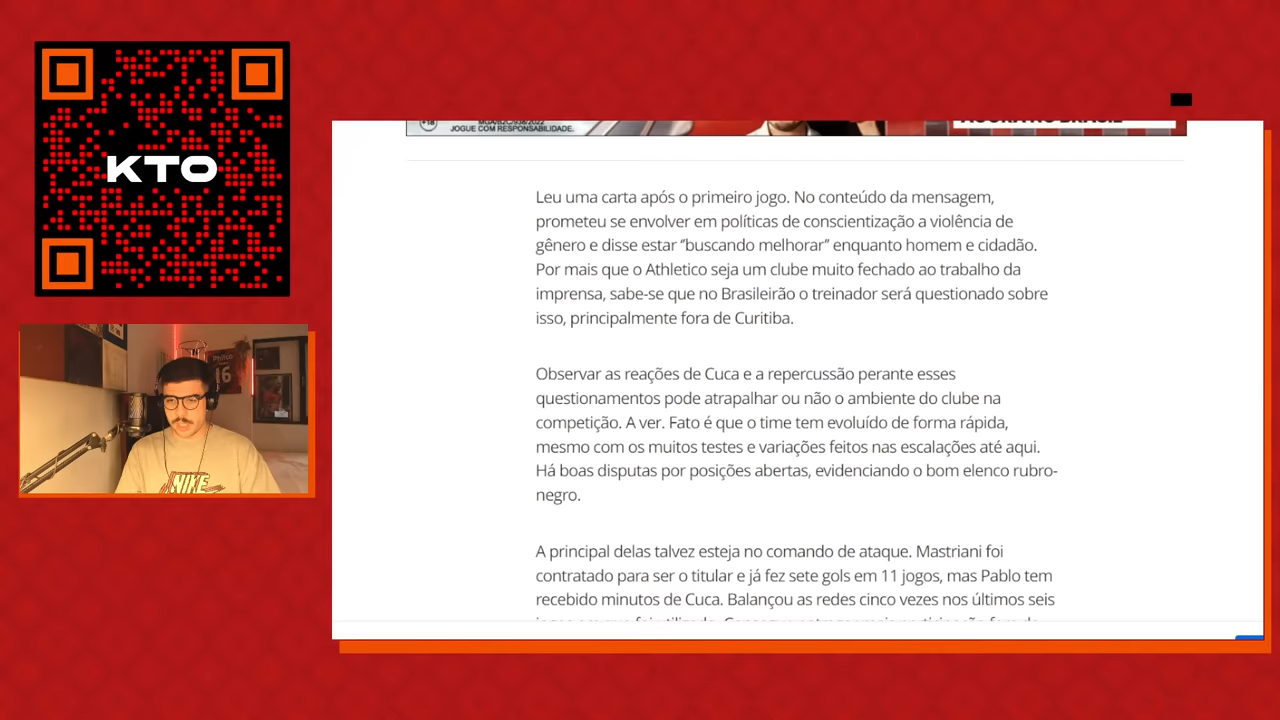 KTO
Philco
16
NIKE
+18
MGA/B2C/938/2022
JOGUE COM RESPONSABILIDADE.
Leu uma carta após o primeiro jogo. No conteúdo da mensagem,
prometeu se envolver em políticas de conscientização a violência de
gênero e disse estar “buscando melhorar” enquanto homem e cidadão.
Por mais que o Athletico seja um clube muito fechado ao trabalho da
imprensa, sabe-se que no Brasileirão o treinador será questionado sobre
isso, principalmente fora de Curitiba.
Observar as reações de Cuca e a repercussão perante esses
questionamentos pode atrapalhar ou não o ambiente do clube na
competição. A ver. Fato é que o time tem evoluído de forma rápida,
mesmo com os muitos testes e variações feitos nas escalações até aqui.
Há boas disputas por posições abertas, evidenciando o bom elenco rubro-
negro.
A principal delas talvez esteja no comando de ataque. Mastriani foi
contratado para ser o titular e já fez sete gols em 11 jogos, mas Pablo tem
recebido minutos de Cuca. Balançou as redes cinco vezes nos últimos seis